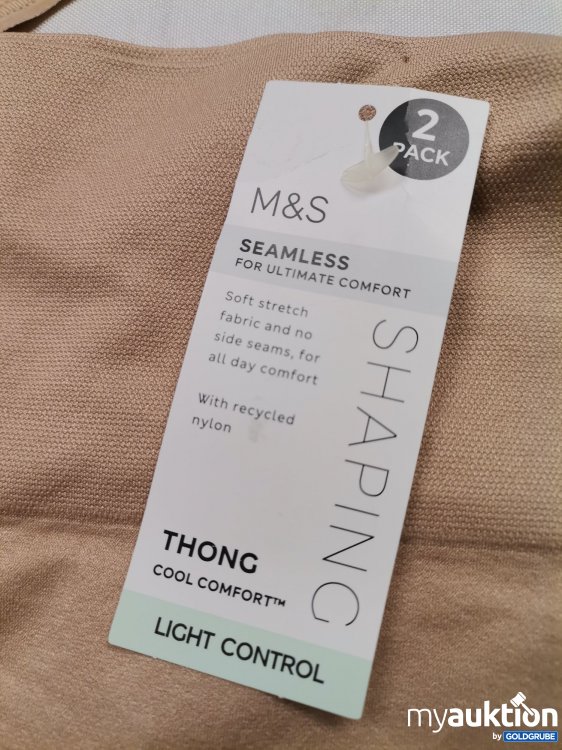 2
PACK
M&S
SEAMLESS
FOR ULTIMATE COMFORT
Soft stretch
fabric and no
side seams, for
all day comfort
With recycled
nylon
SHAPING
THONG
COOL COMFORT™
LIGHT CONTROL
myauktion
by GOLDGRUBE